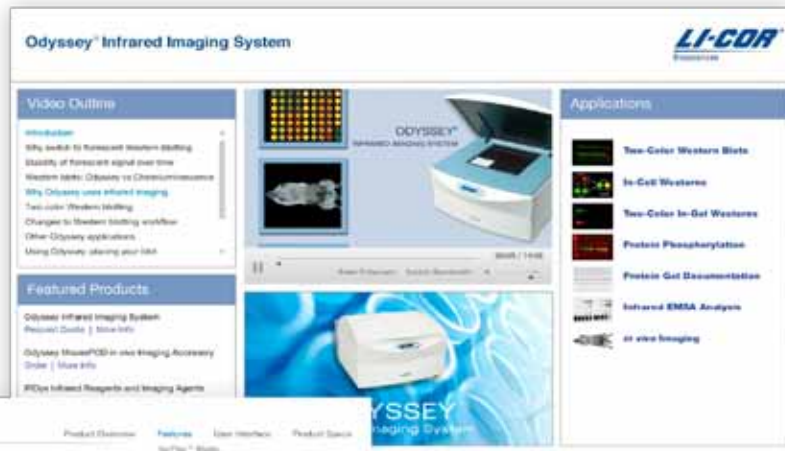 Odyssey® Infrared Imaging System
LI-COR®
Biosciences
Video Outline
Introduction
Why switch to fluorescent Western blotting
Stability of fluorescent signal over time
Western blots: Odyssey vs Chemiluminescence
Why Odyssey uses infrared imaging
Two-color Western blotting
Changes to Western blotting workflow
Other Odyssey applications
Using Odyssey: placing your blot
ODYSSEY®
INFRARED IMAGING SYSTEM
Applications
Two-Color Western Blots
In-Cell Westerns
Two-Color In-Gel Westerns
Protein Phosphorylation
Protein Gel Documentation
Infrared EMSA Analysis
in vivo Imaging
Featured Products
Odyssey Infrared Imaging System
Request Quote | More Info
Odyssey MousePOD in vivo Imaging Accessory
Order | More Info
IRDye Infrared Reagents and Imaging Agents
YSSEY
maging System
Product Overview Features User Interface Product Specs